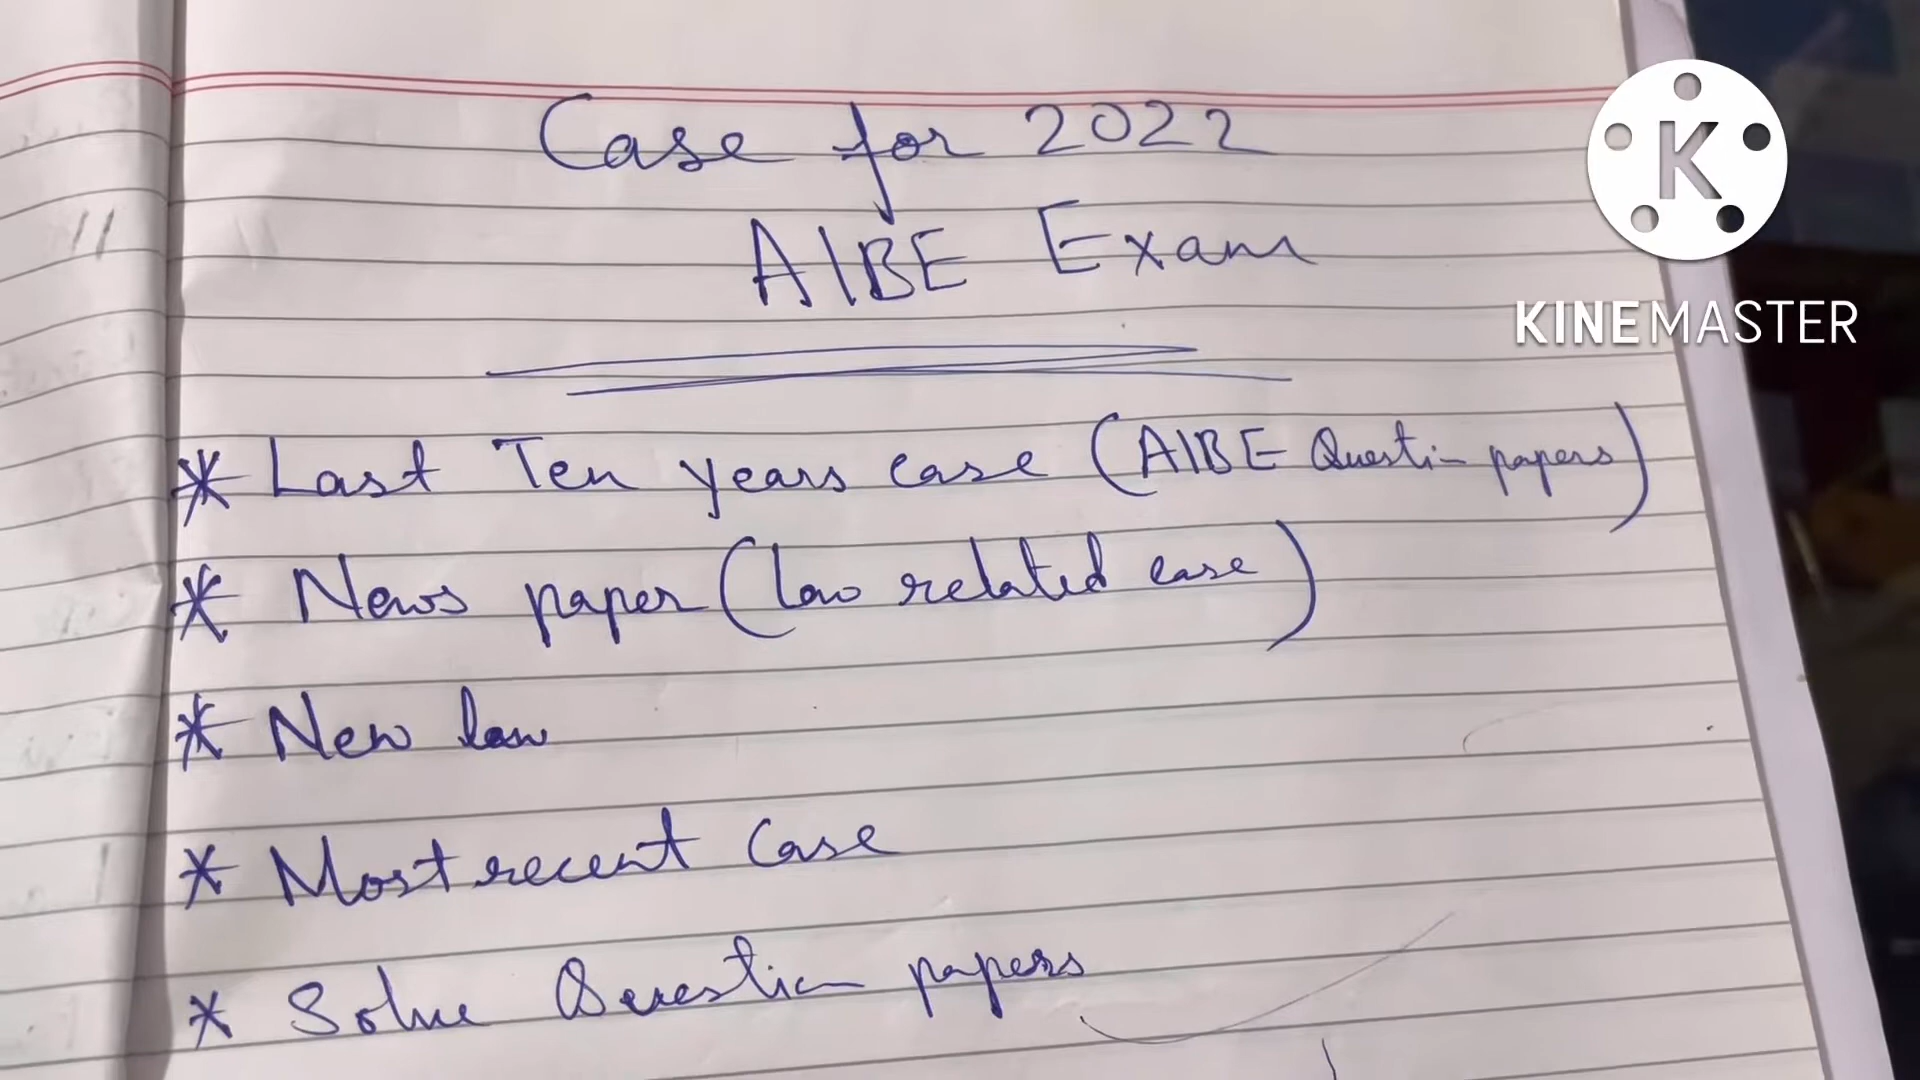 Case for 2022
AIBE Exam
* Last Ten years case (AIBE Questin papers)
* News paper (law related case)
* New law
* Most recent Case
* Solve Question papers
K
KINEMASTER